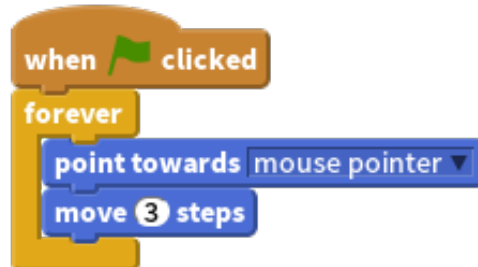 when clicked
forever
point towards mouse pointer
move 3 steps